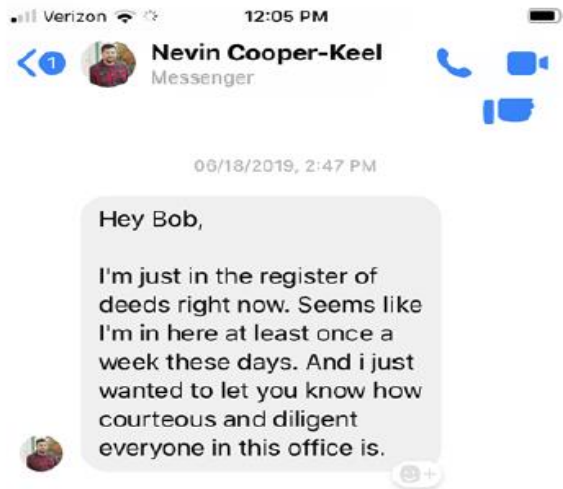 Verizon 12:05 PM
1 Nevin Cooper-Keel
Messenger
06/18/2019, 2:47 PM
Hey Bob,
I'm just in the register of
deeds right now. Seems like
I'm in here at least once a
week these days. And i just
wanted to let you know how
courteous and diligent
everyone in this office is.